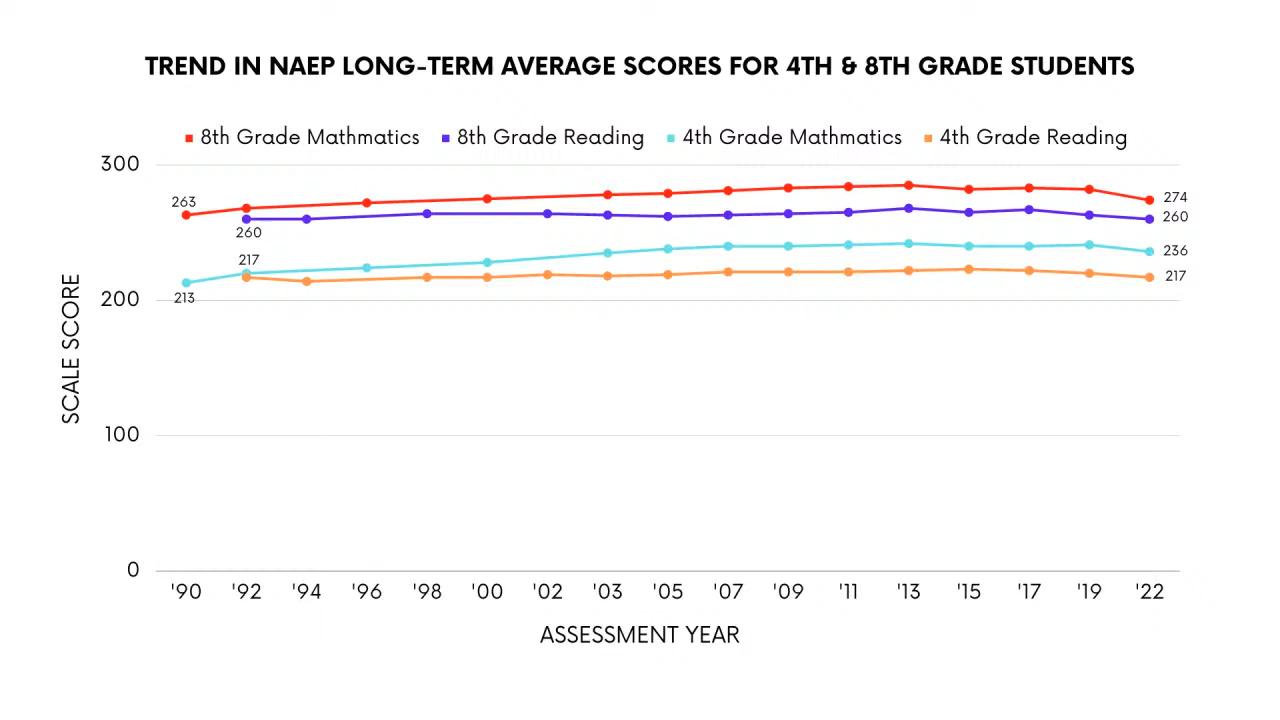 TREND IN NAEP LONG-TERM AVERAGE SCORES FOR 4TH & 8TH GRADE STUDENTS
8th Grade Mathmatics 8th Grade Reading 4th Grade Mathmatics 4th Grade Reading
300
263
274
260
260
217
236
217
213
200
SCALE SCORE
100
0
'90 '92 '94 '96 '98 '00 '02 '03 '05 '07 '09 '11 '13 '15 '17 '19 '22
ASSESSMENT YEAR